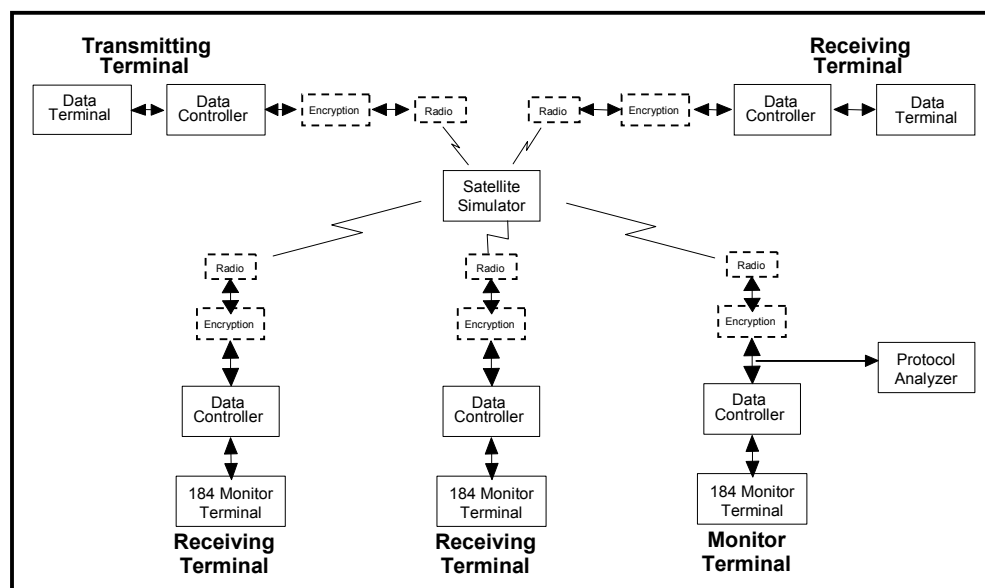 Transmitting
Terminal
Data
Terminal
Data
Controller
Encryption
Radio
Receiving
Terminal
Radio
Encryption
Data
Controller
Data
Terminal
Satellite
Simulator
Radio
Encryption
Data
Controller
184 Monitor
Terminal
Receiving
Terminal
Radio
Encryption
Data
Controller
184 Monitor
Terminal
Receiving
Terminal
Radio
Encryption
Protocol
Analyzer
Data
Controller
184 Monitor
Terminal
Monitor
Terminal